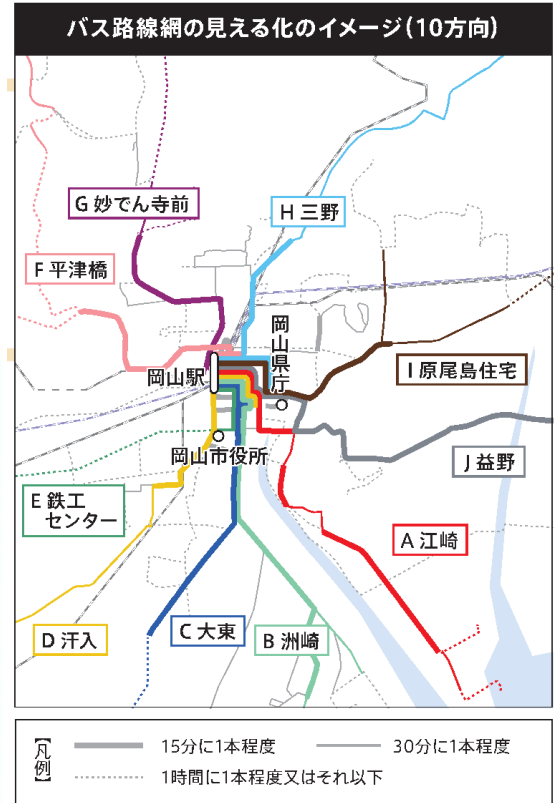 バス路線網の見える化のイメージ(10方向)
G 妙でん寺前
H 三野
F 平津橋
岡山県庁
岡山駅
I 原尾島住宅
岡山市役所
J 益野
E 鉄工
センター
A 江崎
D 汗入
C 大東
B 洲崎
【凡例】
15分に1本程度
30分に1本程度
1時間に1本程度又はそれ以下